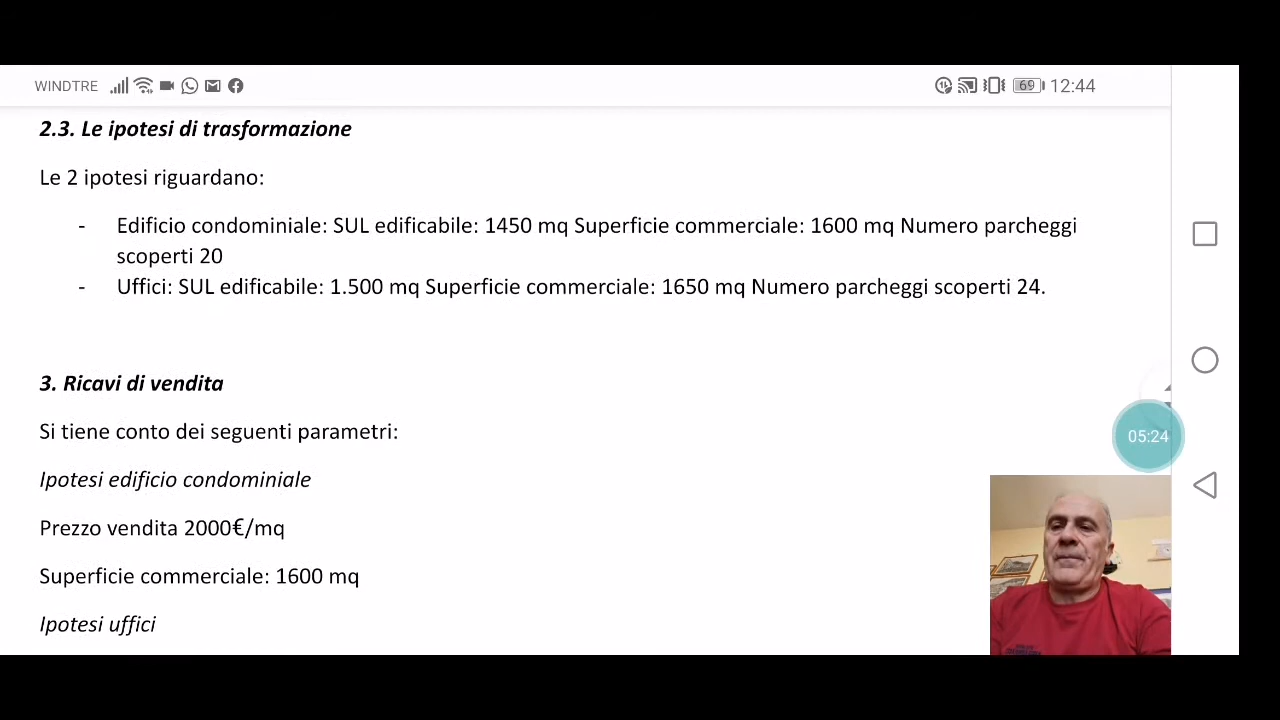 WINDTRE 69 12:44
2.3. Le ipotesi di trasformazione
Le 2 ipotesi riguardano:
- Edificio condominiale: SUL edificabile: 1450 mq Superficie commerciale: 1600 mq Numero parcheggi
scoperti 20
- Uffici: SUL edificabile: 1.500 mq Superficie commerciale: 1650 mq Numero parcheggi scoperti 24.
3. Ricavi di vendita
Si tiene conto dei seguenti parametri:
05:24
Ipotesi edificio condominiale
Prezzo vendita 2000€/mq
Superficie commerciale: 1600 mq
Ipotesi uffici